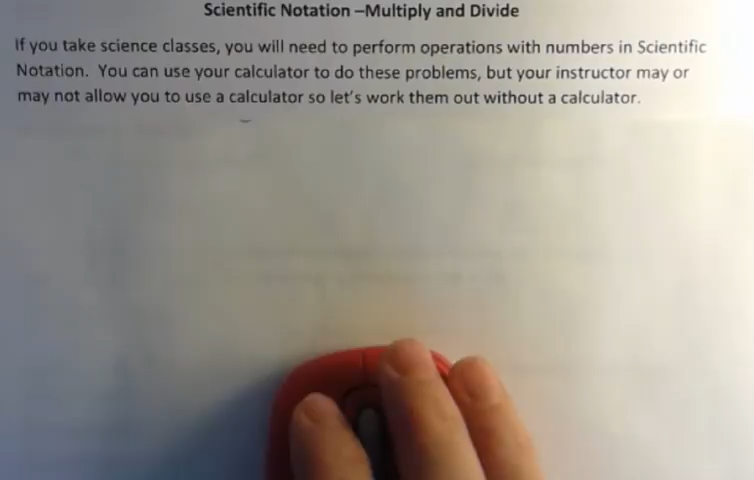 Scientific Notation –Multiply and Divide
If you take science classes, you will need to perform operations with numbers in Scientific
Notation. You can use your calculator to do these problems, but your instructor may or
may not allow you to use a calculator so let's work them out without a calculator.